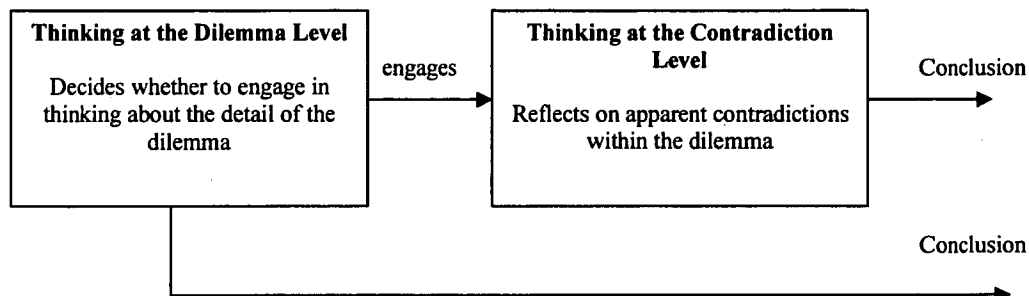 Thinking at the Dilemma Level
Decides whether to engage in
thinking about the detail of the
dilemma
engages
Thinking at the Contradiction
Level
Reflects on apparent contradictions
within the dilemma
Conclusion
Conclusion